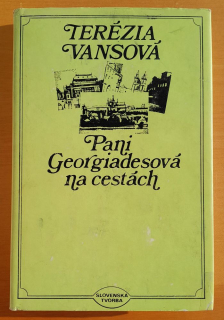 TERÉZIA
VANSOVÁ
Pani
Georgiadesová
na cestách
SLOVENSKÁ
TVORBA